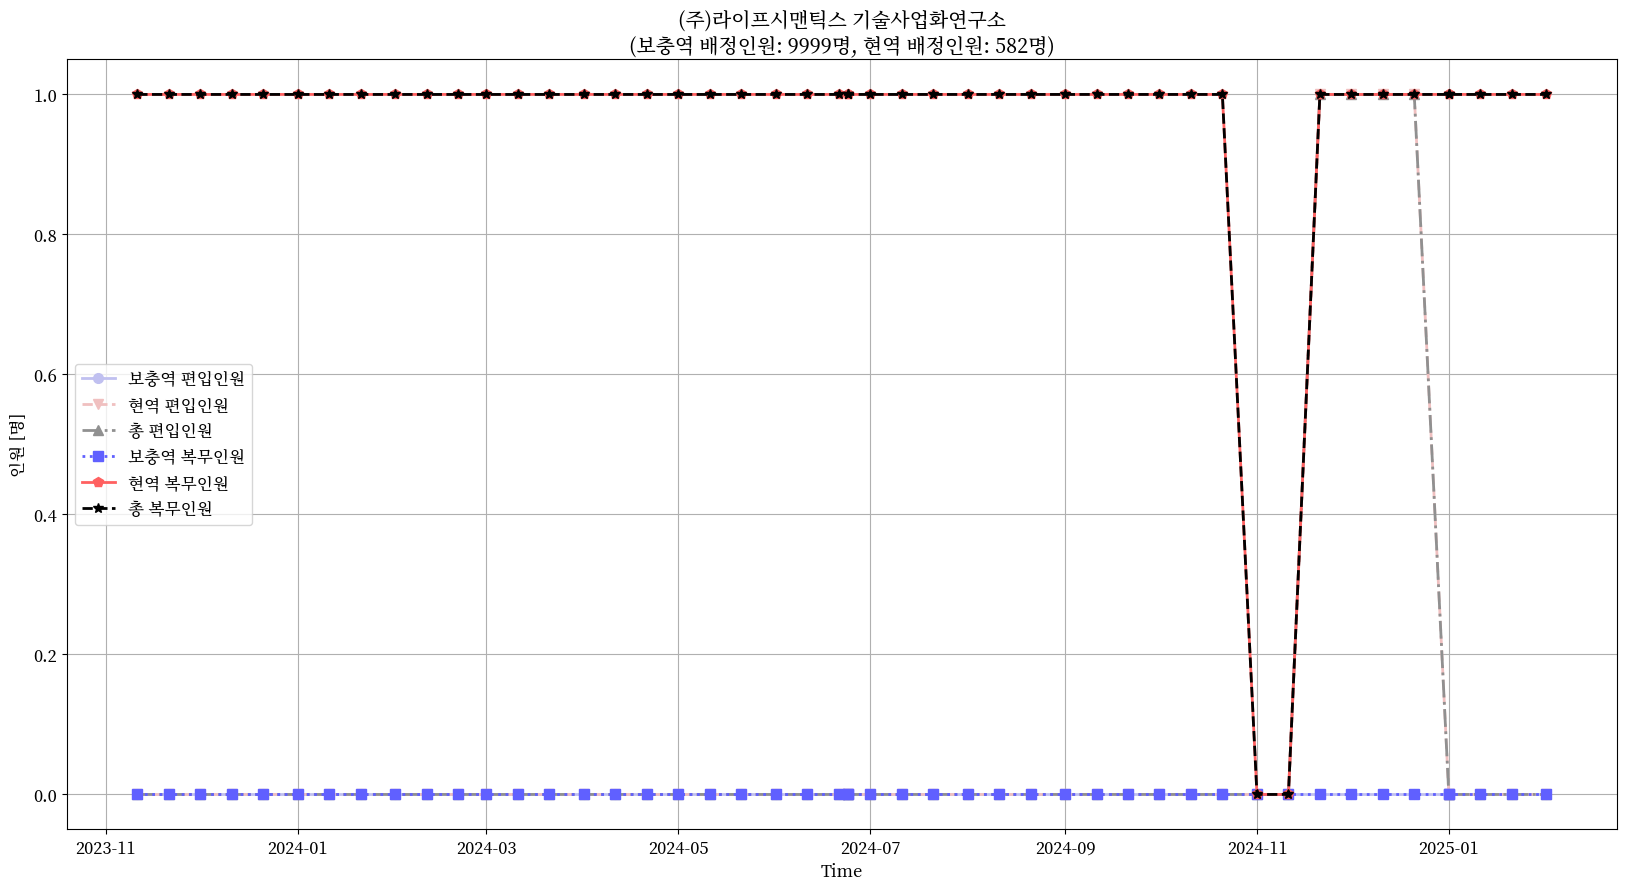 (주)라이프시맨틱스 기술사업화연구소
(보충역 배정인원: 9999명, 현역 배정인원: 582명)
1.0
0.8
0.6
0.4
0.2
0.0
인원 [명]
보충역 편입인원
현역 편입인원
총 편입인원
보충역 복무인원
현역 복무인원
총 복무인원
2023-11
2024-01
2024-03
2024-05
2024-07
2024-09
2024-11
2025-01
Time